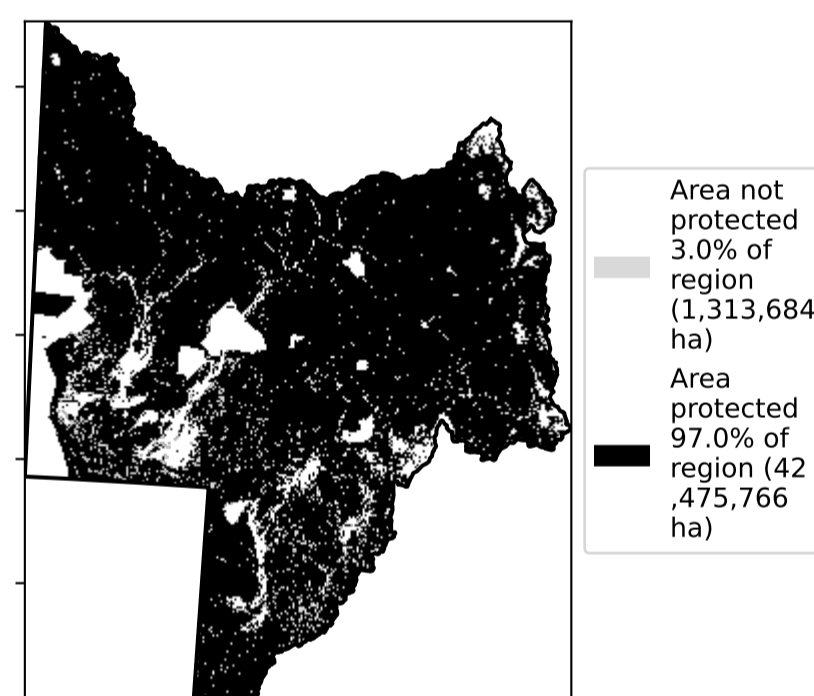 Area not
protected
3.0% of
region
(1,313,684
ha)
Area
protected
97.0% of
region (42
,475,766
ha)